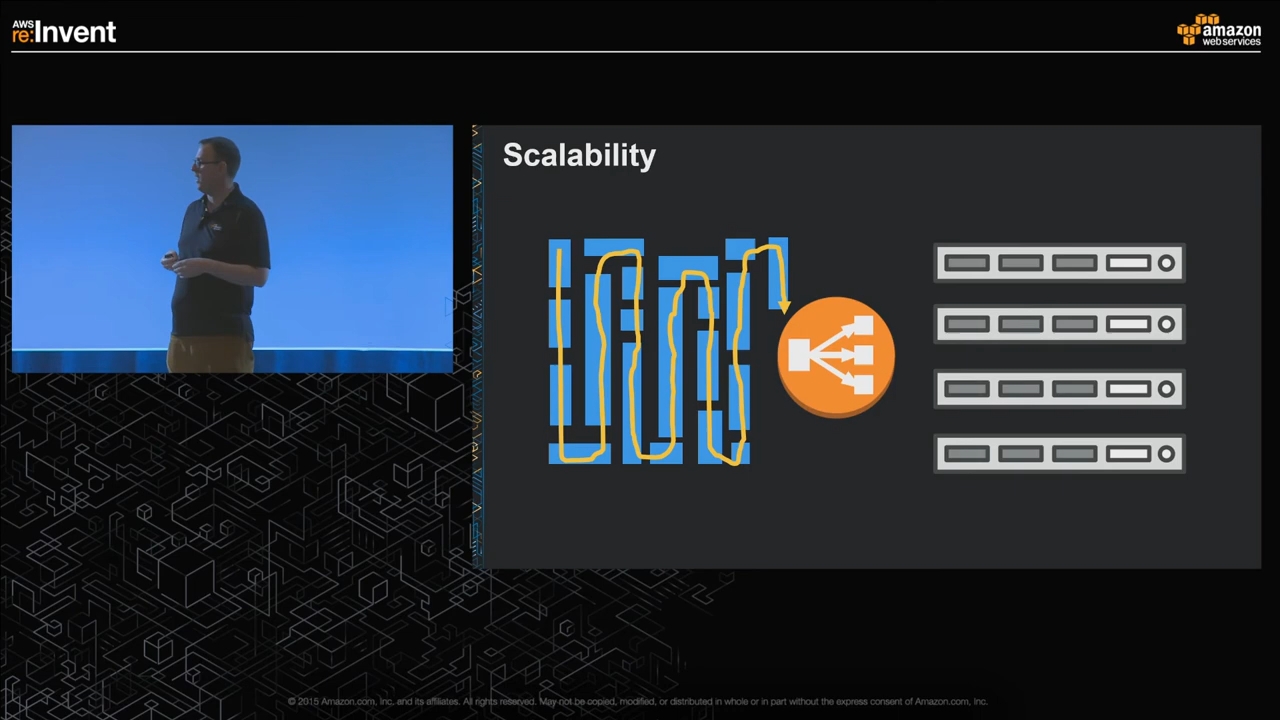 AWS
re:Invent
amazon
web services
Scalability
© 2015 Amazon.com, Inc, and its affiliates. All rights reserved. May not be copied, modified, or distributed in whole or in part without the express consent of Amazon.com, Inc.